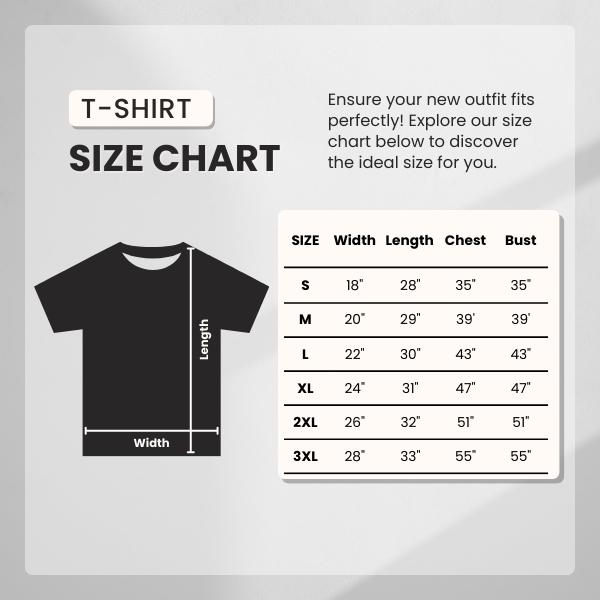 T-SHIRT
SIZE CHART
Ensure your new outfit fits
perfectly! Explore our size
chart below to discover
the ideal size for you.
SIZE Width Length Chest Bust
S 18" 28" 35" 35"
M 20" 29" 39' 39'
L 22" 30" 43" 43"
XL 24" 31" 47" 47"
2XL 26" 32" 51" 51"
3XL 28" 33" 55" 55"
Length
Width